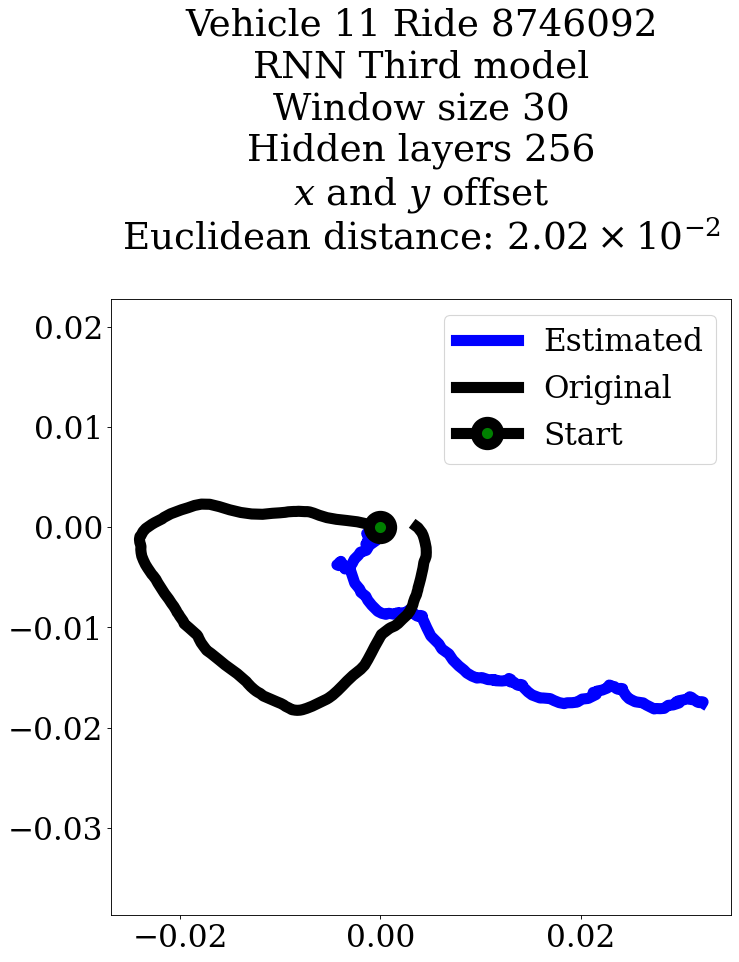 Vehicle 11 Ride 8746092
RNN Third model
Window size 30
Hidden layers 256
x and y offset
Euclidean distance: 2.02 × 10⁻²
Estimated
Original
Start
0.02
0.01
0.00
−0.01
−0.02
−0.03
−0.02
0.00
0.02